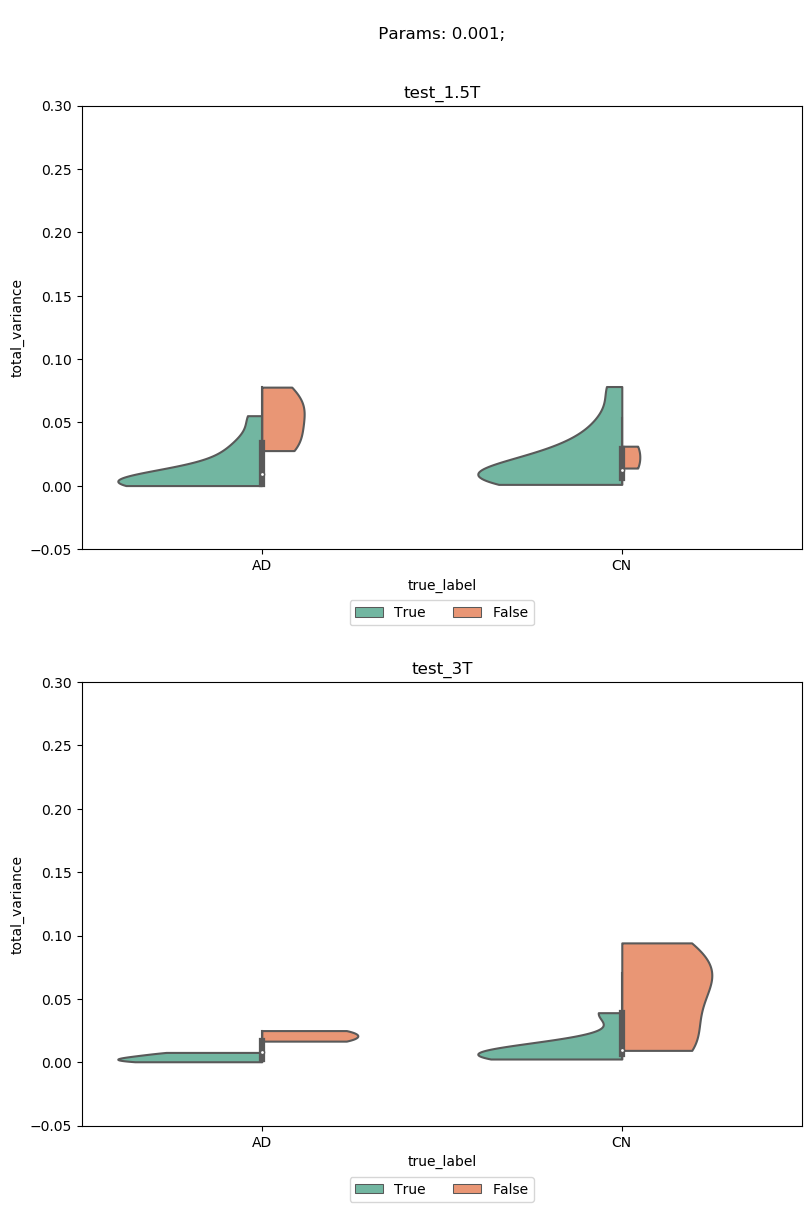 Params: 0.001;
test_1.5T
0.30
0.25
0.20
0.15
0.10
0.05
0.00
−0.05
total_variance
AD CN
true_label
True False
test_3T
0.30
0.25
0.20
0.15
0.10
0.05
0.00
−0.05
total_variance
AD CN
true_label
True False